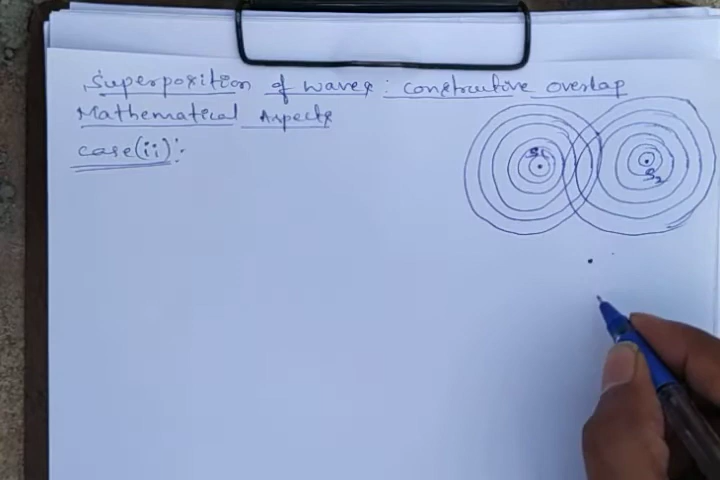 Superposition of waves: constructive overlap
Mathematical Aspects
case(ii):-
S1
S2